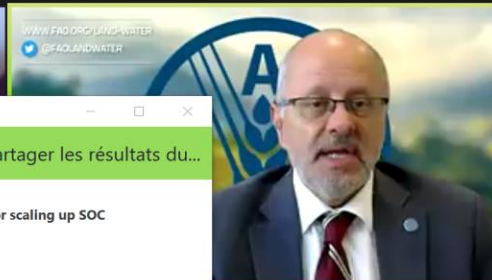 WWW.FAO.ORG/LAND-WATER
@FAOLANDWATER
A
artager les résultats du...
r scaling up SOC